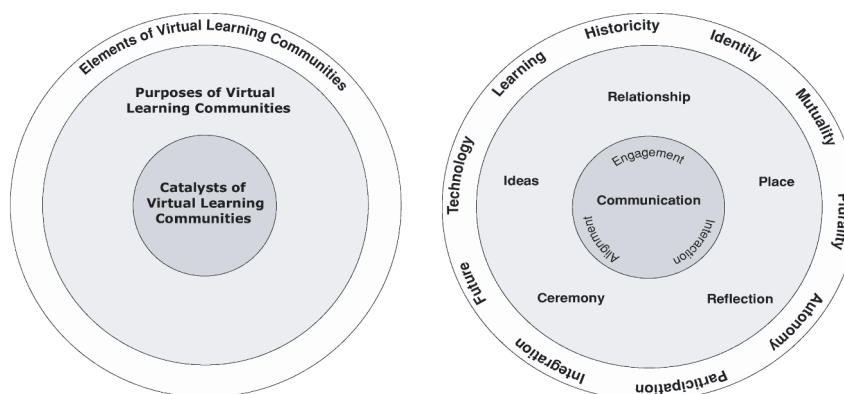 Elements of Virtual Learning Communities
Purposes of Virtual
Learning Communities
Catalysts of
Virtual Learning
Communities
Historicity
Identity
Mutuality
Plurality
Autonomy
Participation
Integration
Future
Technology
Learning
Relationship
Place
Reflection
Ceremony
Ideas
Engagement
Communication
Interaction
Alignment